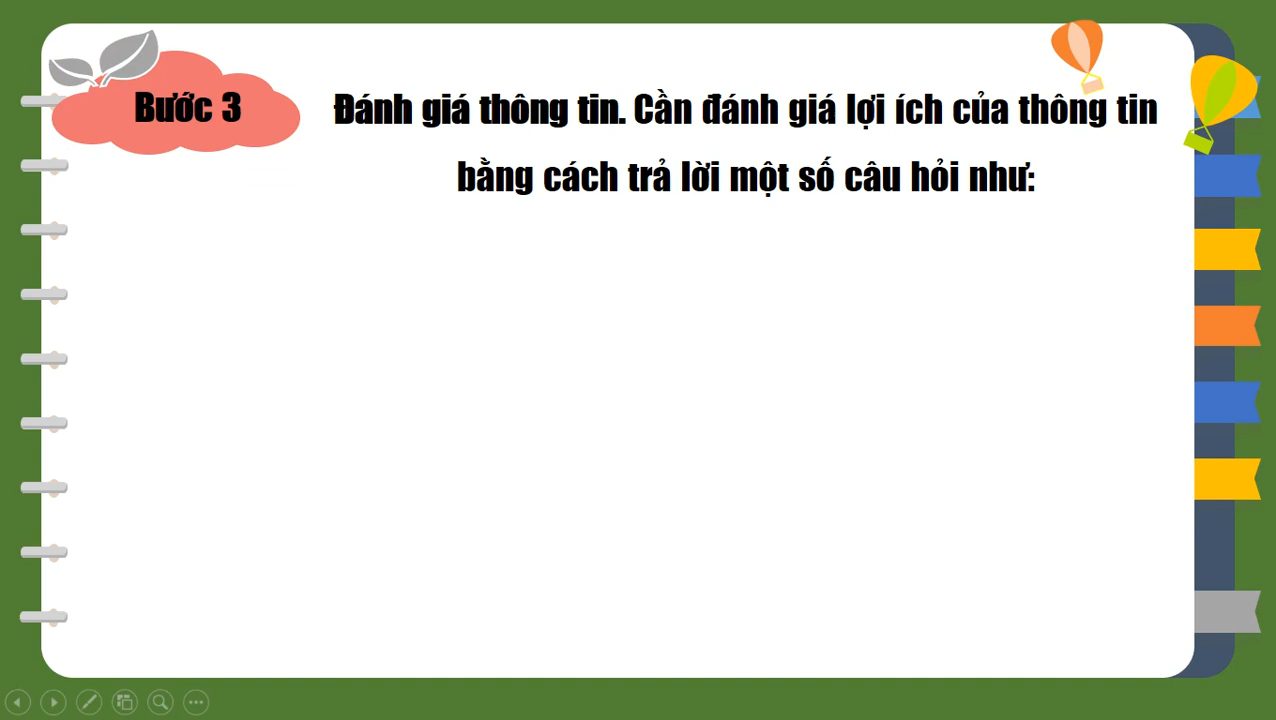 Bước 3
Đánh giá thông tin. Cần đánh giá lợi ích của thông tin
bằng cách trả lời một số câu hỏi như: